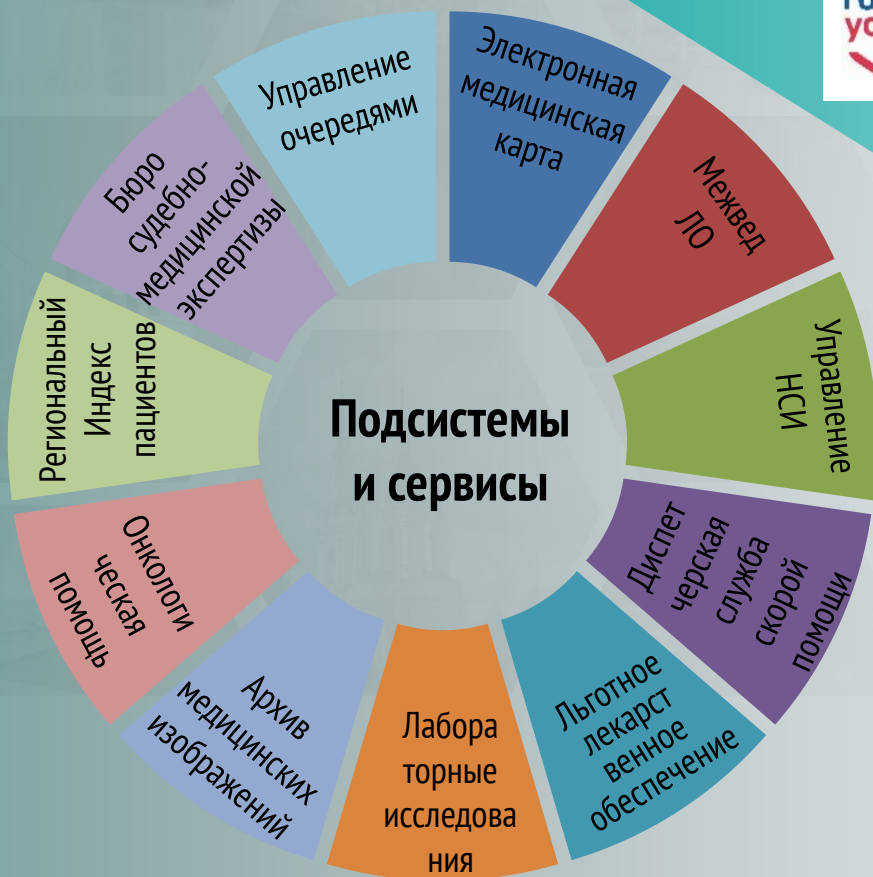 Электронная
медицинская
карта
Межвед
ЛО
Управление
НСИ
Диспет
черская
служба
скорой
помощи
Льготное
лекарст
венное
обеспечение
Лабора
торные
исследова
ния
Архив
медицинских
изображений
Онкологи
ческая
помощь
Региональный
Индекс
пациентов
Бюро
судебно-
медицинской
экспертизы
Управление
очередями
Подсистемы
и сервисы